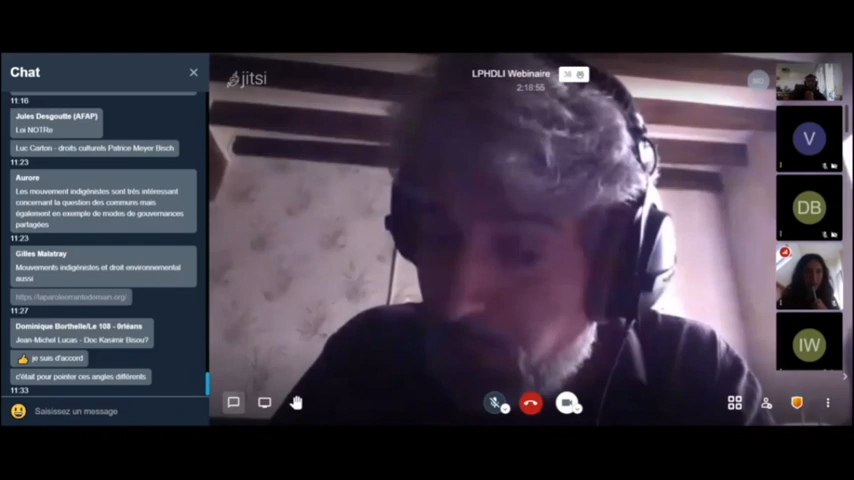 Chat
11:16
Jules Desgoutte (AFAP)
Loi NOTRe
Luc Carton - droits culturels Patrice Meyer Bisch
11:23
Aurore
Les mouvement indigénistes sont très intéressant
concernant la question des communs mais
également en exemple de modes de gouvernances
partagées
11:23
Gilles Malatray
Mouvements indigénistes et droit environnemental
aussi
11:27
Dominique Borthelle/Le 108 - Orléans
Jean-Michel Lucas - Doc Kasimir Bisou?
👍 je suis d'accord
c'était pour pointer ces angles différents
11:33
Saisissez un message
jitsi
LPHDLI Webinaire
38
2:18:55
V
DB
IW